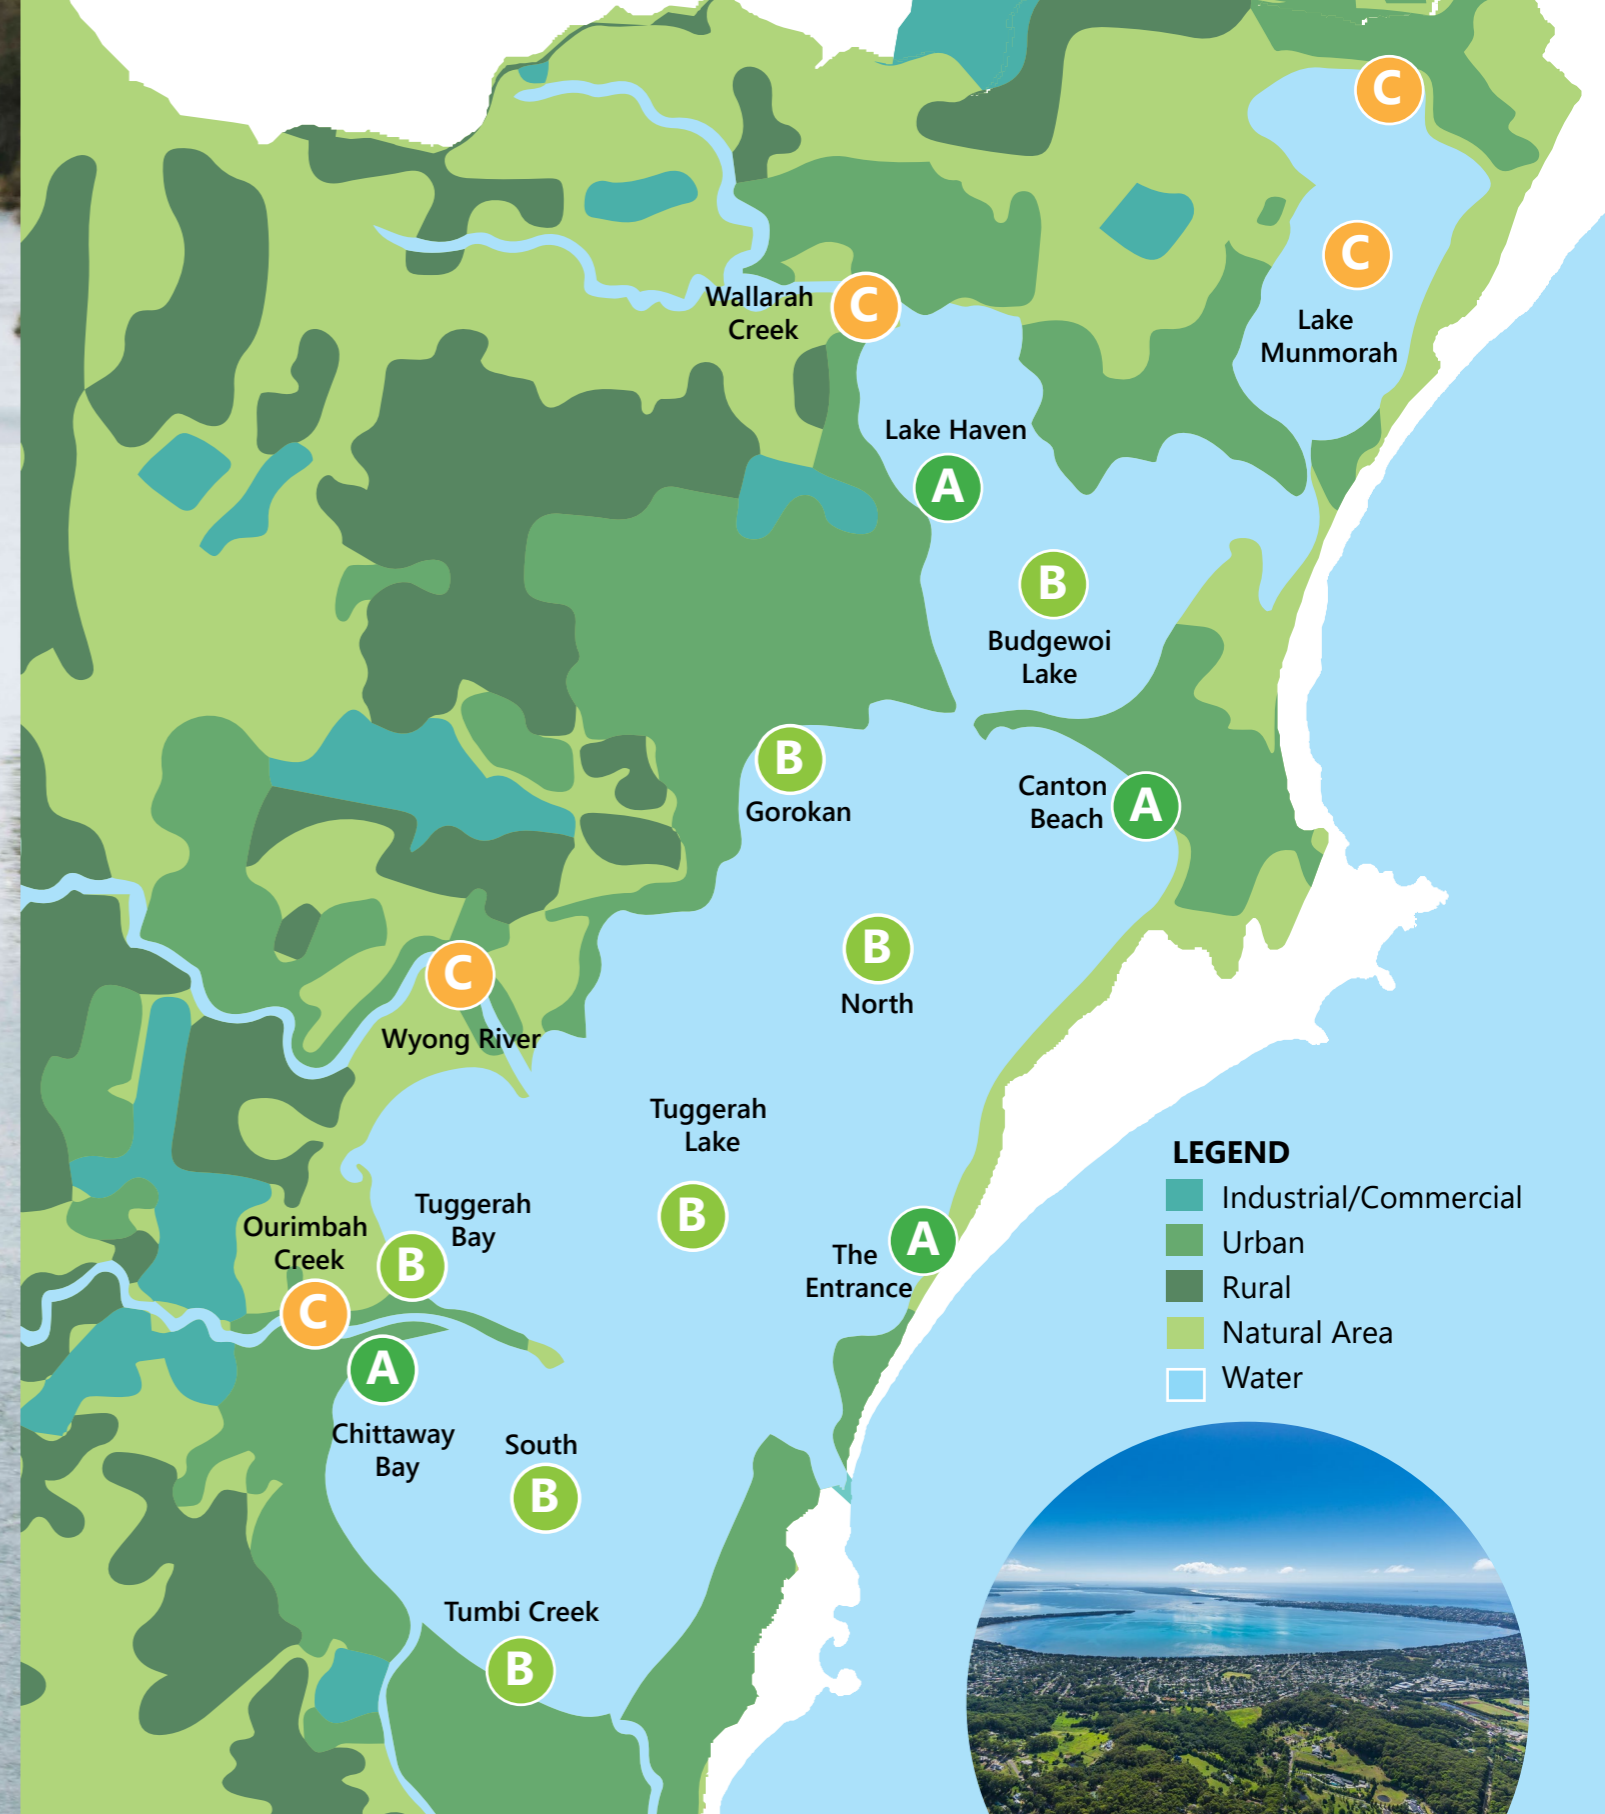 C
C
Lake
Munmorah
Wallarah
Creek
C
Lake Haven
A
B
Budgewoi
Lake
B
Gorokan
Canton
Beach
A
B
North
C
Wyong River
Tuggerah
Lake
B
Tuggerah
Bay
B
Ourimbah
Creek
C
A
Chittaway
Bay
The
Entrance
A
South
B
Tumbi Creek
B
LEGEND
Industrial/Commercial
Urban
Rural
Natural Area
Water